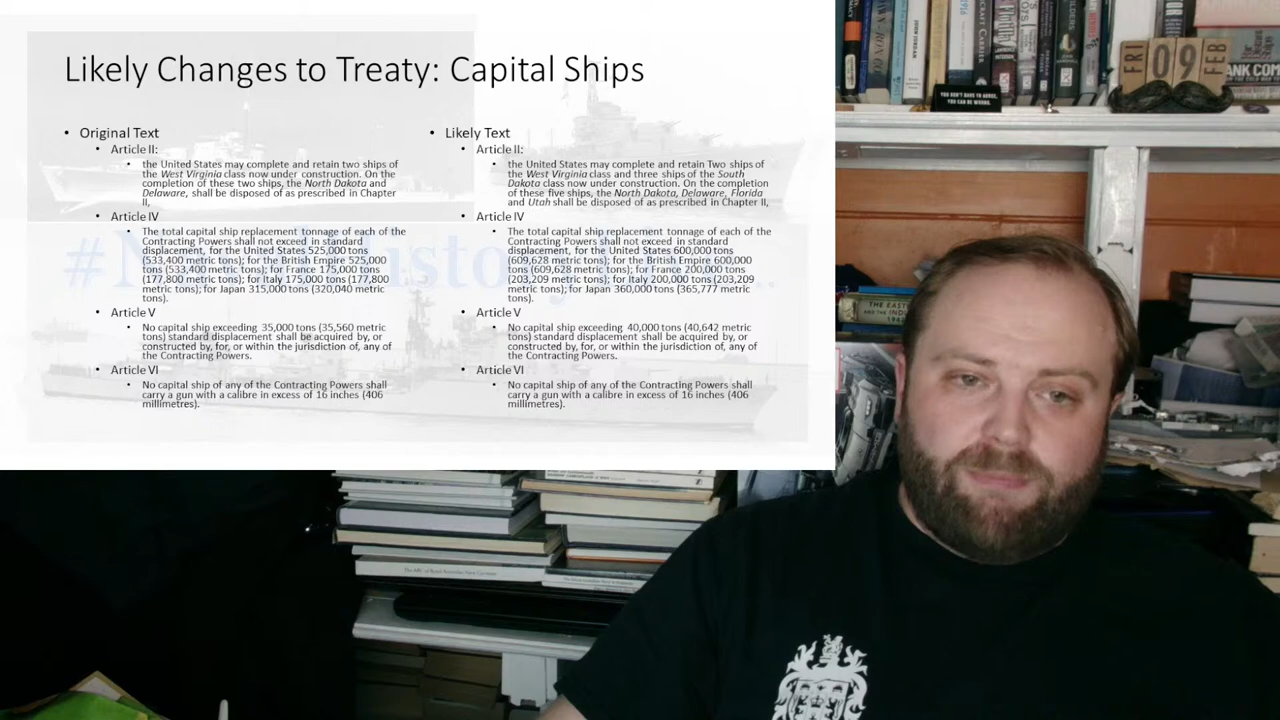 Likely Changes to Treaty: Capital Ships
• Original Text
• Article II:
• the United States may complete and retain two ships of
the West Virginia class now under construction. On the
completion of these two ships, the North Dakota and
Delaware, shall be disposed of as prescribed in Chapter
II,
• Article IV
• The total capital ship replacement tonnage of each of the
Contracting Powers shall not exceed in standard
displacement, for the United States 525,000 tons
(533,400 metric tons); for the British Empire 525,000
tons (533,400 metric tons); for France 175,000 tons
(177,800 metric tons); for Italy 175,000 tons (177,800
metric tons); for Japan 315,000 tons (320,040 metric
tons).
• Article V
• No capital ship exceeding 35,000 tons (35,560 metric
tons) standard displacement shall be acquired by, or
constructed by, for, or within the jurisdiction of, any of
the Contracting Powers.
• Article VI
• No capital ship of any of the Contracting Powers shall
carry a gun with a calibre in excess of 16 inches (406
millimetres).
• Likely Text
• Article II:
• the United States may complete and retain Two ships of
the West Virginia class and three ships of the South
Dakota class now under construction. On the completion
of these five ships, the North Dakota, Delaware, Florida
and Utah shall be disposed of as prescribed in Chapter II,
• Article IV
• The total capital ship replacement tonnage of each of the
Contracting Powers shall not exceed in standard
displacement, for the United States 600,000 tons
(609,628 metric tons); for the British Empire 600,000
tons (609,628 metric tons); for France 200,000 tons
(203,209 metric tons); for Italy 200,000 tons (203,209
metric tons); for Japan 360,000 tons (365,777 metric
tons).
• Article V
• No capital ship exceeding 40,000 tons (40,642 metric
tons) standard displacement shall be acquired by, or
constructed by, for, or within the jurisdiction of, any of
the Contracting Powers.
• Article VI
• No capital ship of any of the Contracting Powers shall
carry a gun with a calibre in excess of 16 inches (406
millimetres).
FRI 09 FEB
YOU DON'T HAVE TO AGREE,
YOU CAN BE WRONG.